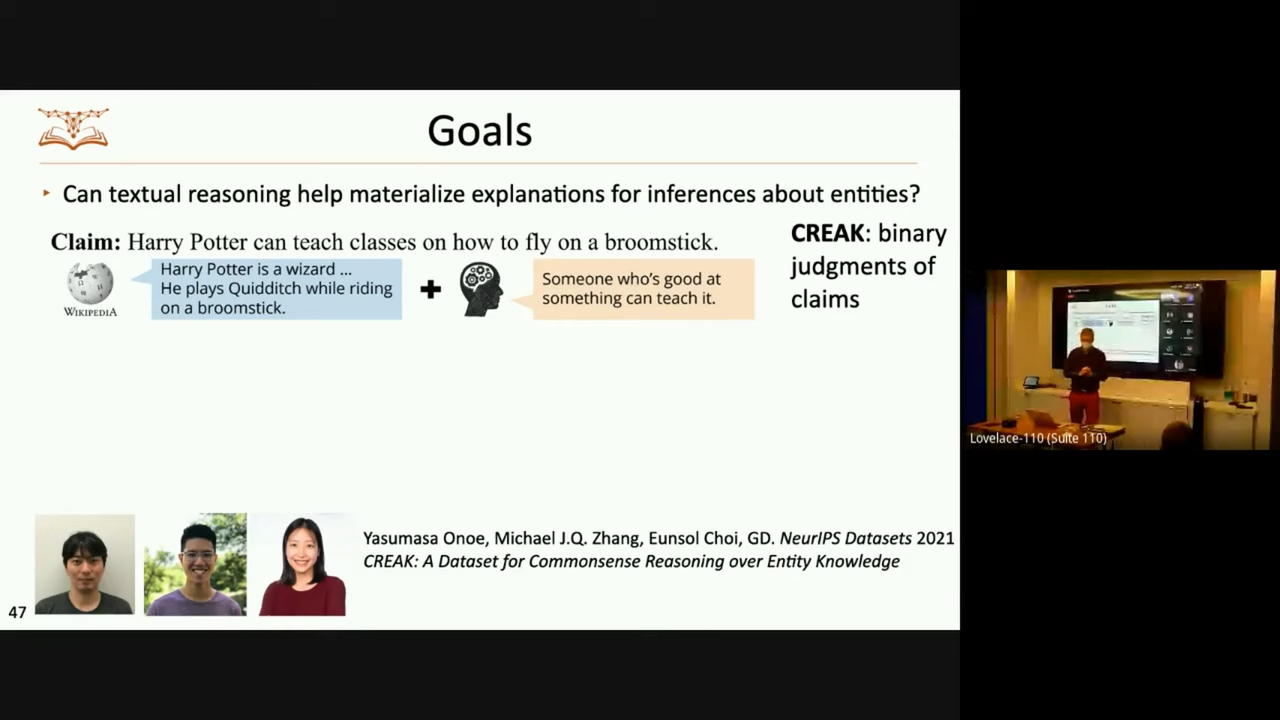 Goals
‣ Can textual reasoning help materialize explanations for inferences about entities?
Claim: Harry Potter can teach classes on how to fly on a broomstick.
CREAK: binary
judgments of
claims
WIKIPEDIA
Harry Potter is a wizard ...
He plays Quidditch while riding
on a broomstick.
+
Someone who's good at
something can teach it.
Yasumasa Onoe, Michael J.Q. Zhang, Eunsol Choi, GD. NeurIPS Datasets 2021
CREAK: A Dataset for Commonsense Reasoning over Entity Knowledge
47
Lovelace-110 (Suite 110)